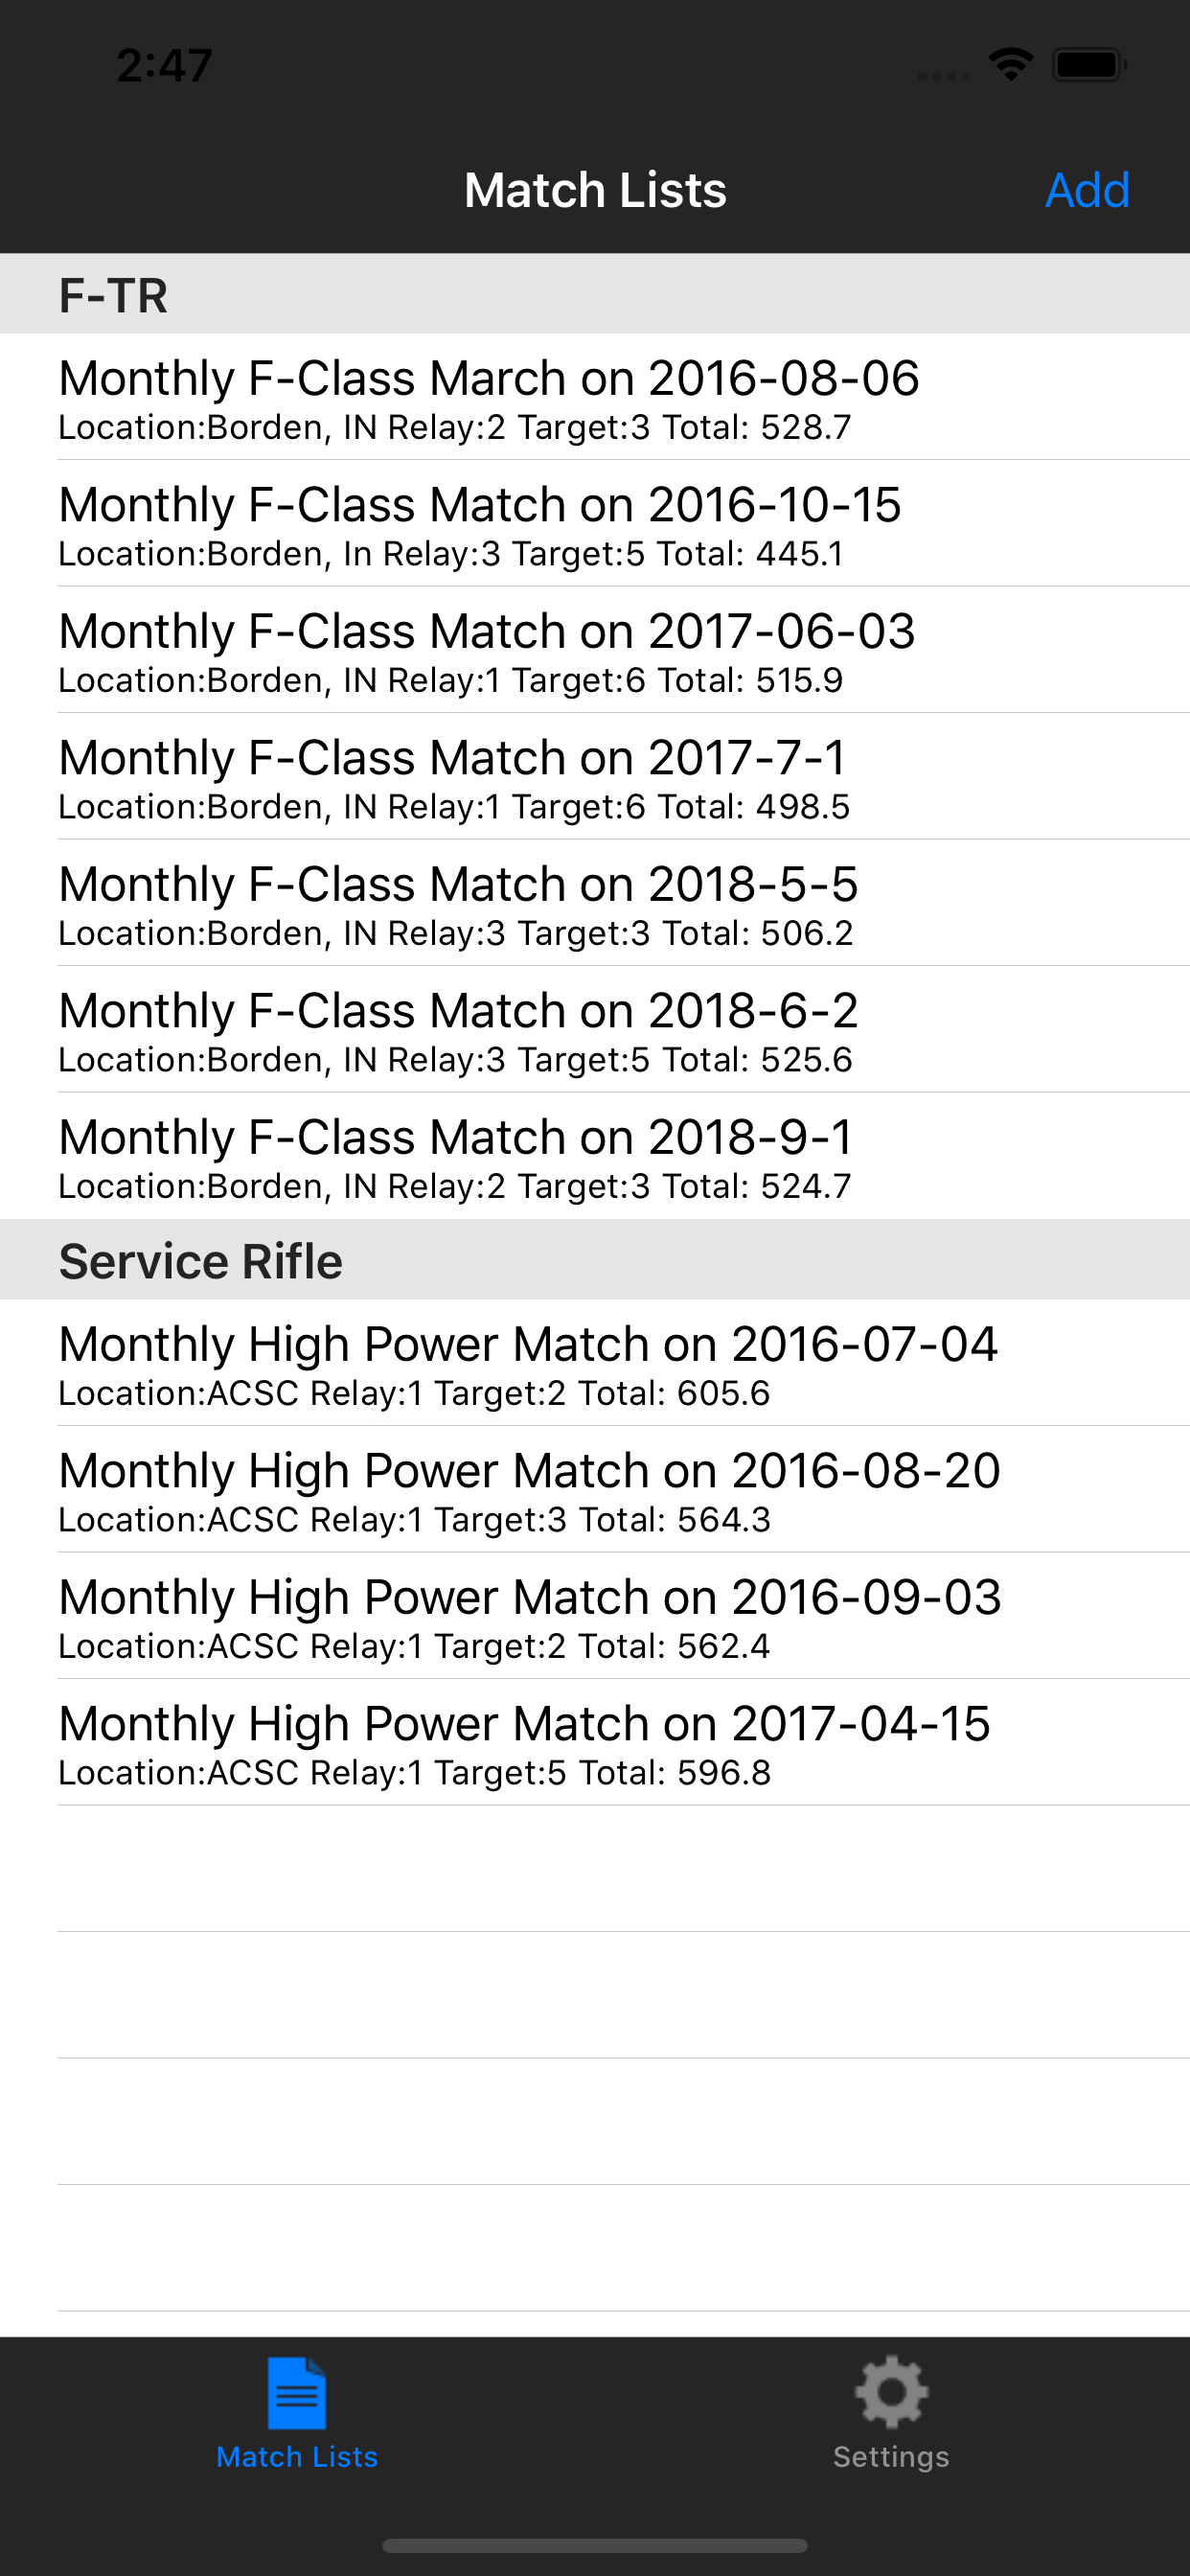 2:47
Match Lists
Add
F-TR
Monthly F-Class March on 2016-08-06
Location:Borden, IN Relay:2 Target:3 Total: 528.7
Monthly F-Class Match on 2016-10-15
Location:Borden, In Relay:3 Target:5 Total: 445.1
Monthly F-Class Match on 2017-06-03
Location:Borden, IN Relay:1 Target:6 Total: 515.9
Monthly F-Class Match on 2017-7-1
Location:Borden, IN Relay:1 Target:6 Total: 498.5
Monthly F-Class Match on 2018-5-5
Location:Borden, IN Relay:3 Target:3 Total: 506.2
Monthly F-Class Match on 2018-6-2
Location:Borden, IN Relay:3 Target:5 Total: 525.6
Monthly F-Class Match on 2018-9-1
Location:Borden, IN Relay:2 Target:3 Total: 524.7
Service Rifle
Monthly High Power Match on 2016-07-04
Location:ACSC Relay:1 Target:2 Total: 605.6
Monthly High Power Match on 2016-08-20
Location:ACSC Relay:1 Target:3 Total: 564.3
Monthly High Power Match on 2016-09-03
Location:ACSC Relay:1 Target:2 Total: 562.4
Monthly High Power Match on 2017-04-15
Location:ACSC Relay:1 Target:5 Total: 596.8
Match Lists
Settings